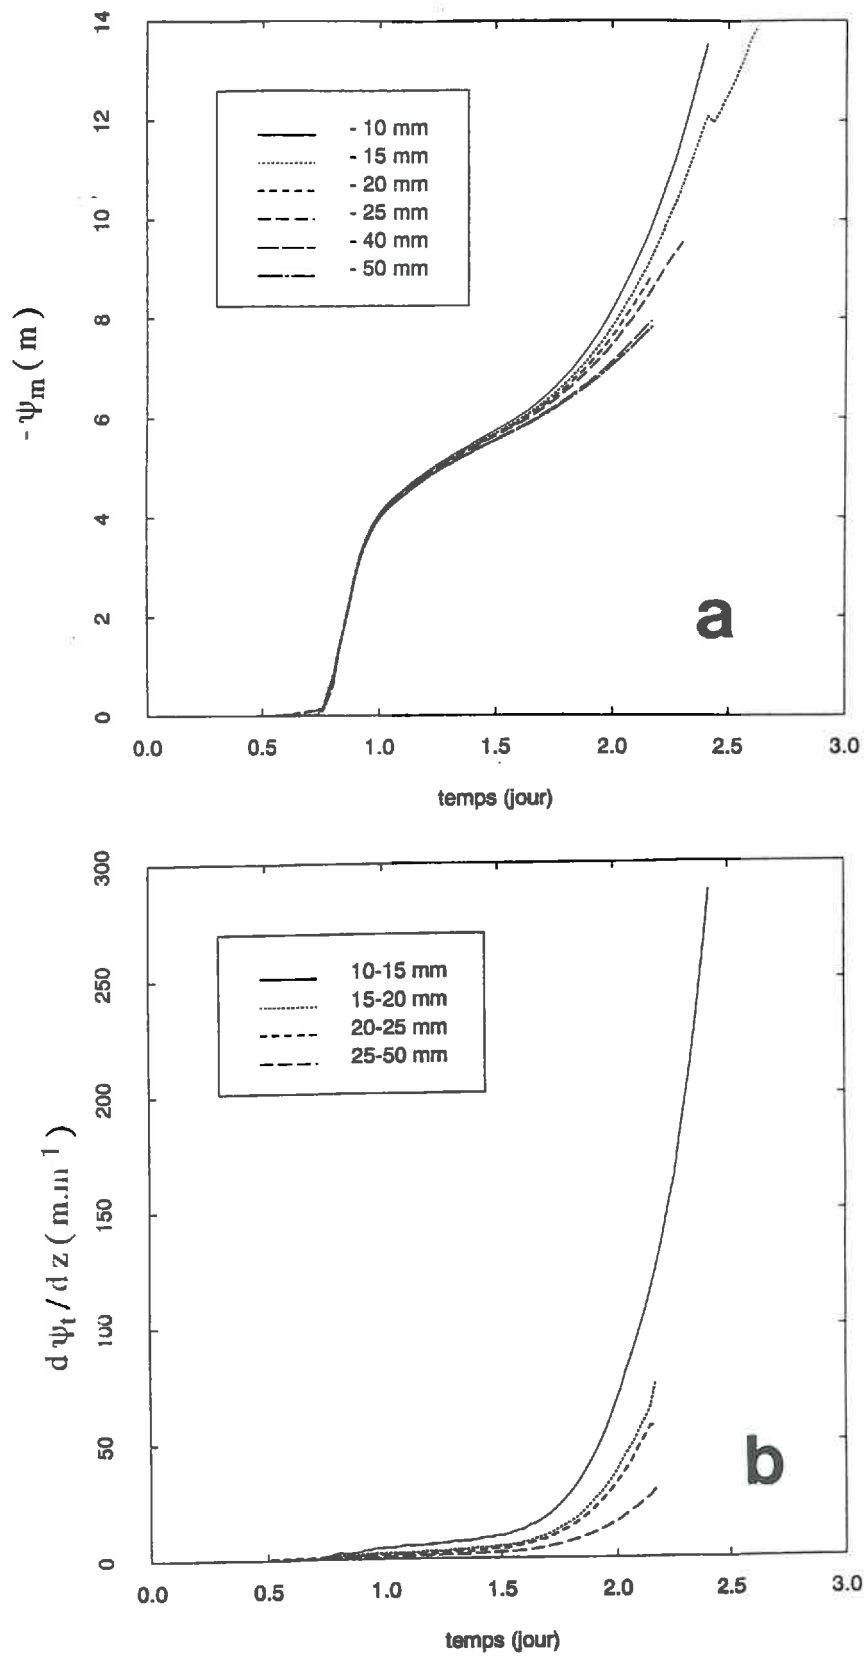 14
12
10
8
6
4
2
0
- ψm ( m )
- 10 mm
- 15 mm
- 20 mm
- 25 mm
- 40 mm
- 50 mm
a
0.0 0.5 1.0 1.5 2.0 2.5 3.0
temps (jour)
300
250
200
150
100
50
0
d ψt / d z ( m.m-1 )
10-15 mm
15-20 mm
20-25 mm
25-50 mm
b
0.0 0.5 1.0 1.5 2.0 2.5 3.0
temps (jour)